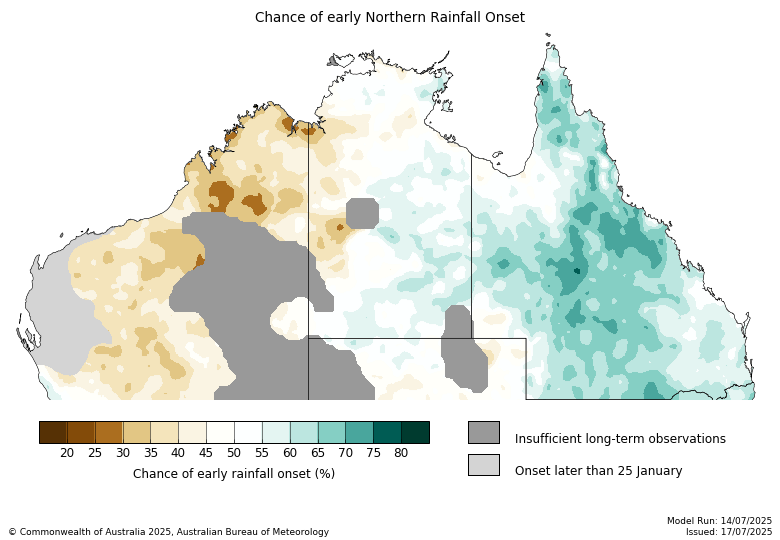 Chance of early Northern Rainfall Onset
20 25 30 35 40 45 50 55 60 65 70 75 80
Chance of early rainfall onset (%)
Insufficient long-term observations
Onset later than 25 January
Model Run: 14/07/2025
© Commonwealth of Australia 2025, Australian Bureau of Meteorology
Issued: 17/07/2025